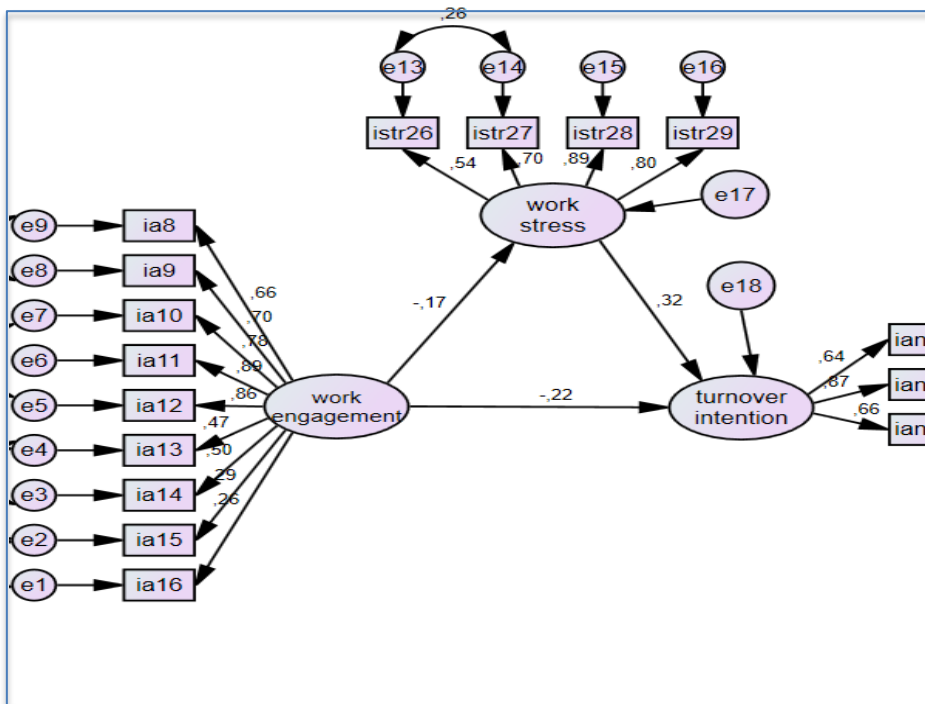 ,26
e13
e14
e15
e16
istr26
istr27
istr28
istr29
,54
,70
,89
,80
work
stress
e17
e9
ia8
e8
ia9
e7
ia10
e6
ia11
e5
ia12
e4
ia13
e3
ia14
e2
ia15
e1
ia16
,66
,70
,78
,89
,86
,47
,50
,29
,26
work
engagement
-,17
,32
e18
-,22
turnover
intention
,64
,87
,66
ian
ian
ian